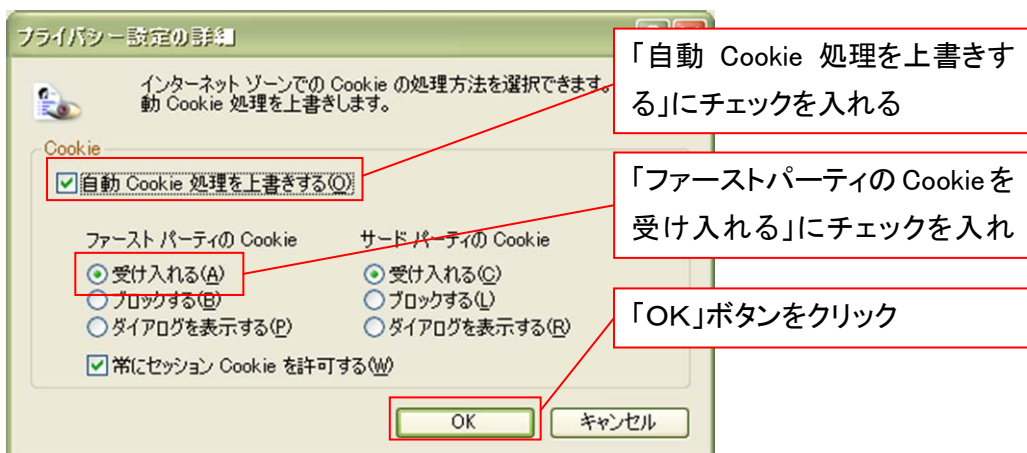 プライバシー設定の詳細
インターネット ゾーンでの Cookie の処理方法を選択できます。
動 Cookie 処理を上書きします。
Cookie
自動 Cookie 処理を上書きする(O)
ファースト パーティの Cookie
サード パーティの Cookie
受け入れる(A)
受け入れる(C)
ブロックする(B)
ブロックする(L)
ダイアログを表示する(P)
ダイアログを表示する(R)
常にセッション Cookie を許可する(W)
OK
キャンセル
「自動 Cookie 処理を上書きす
る」にチェックを入れる
「ファーストパーティの Cookie を
受け入れる」にチェックを入れ
「OK」ボタンをクリック